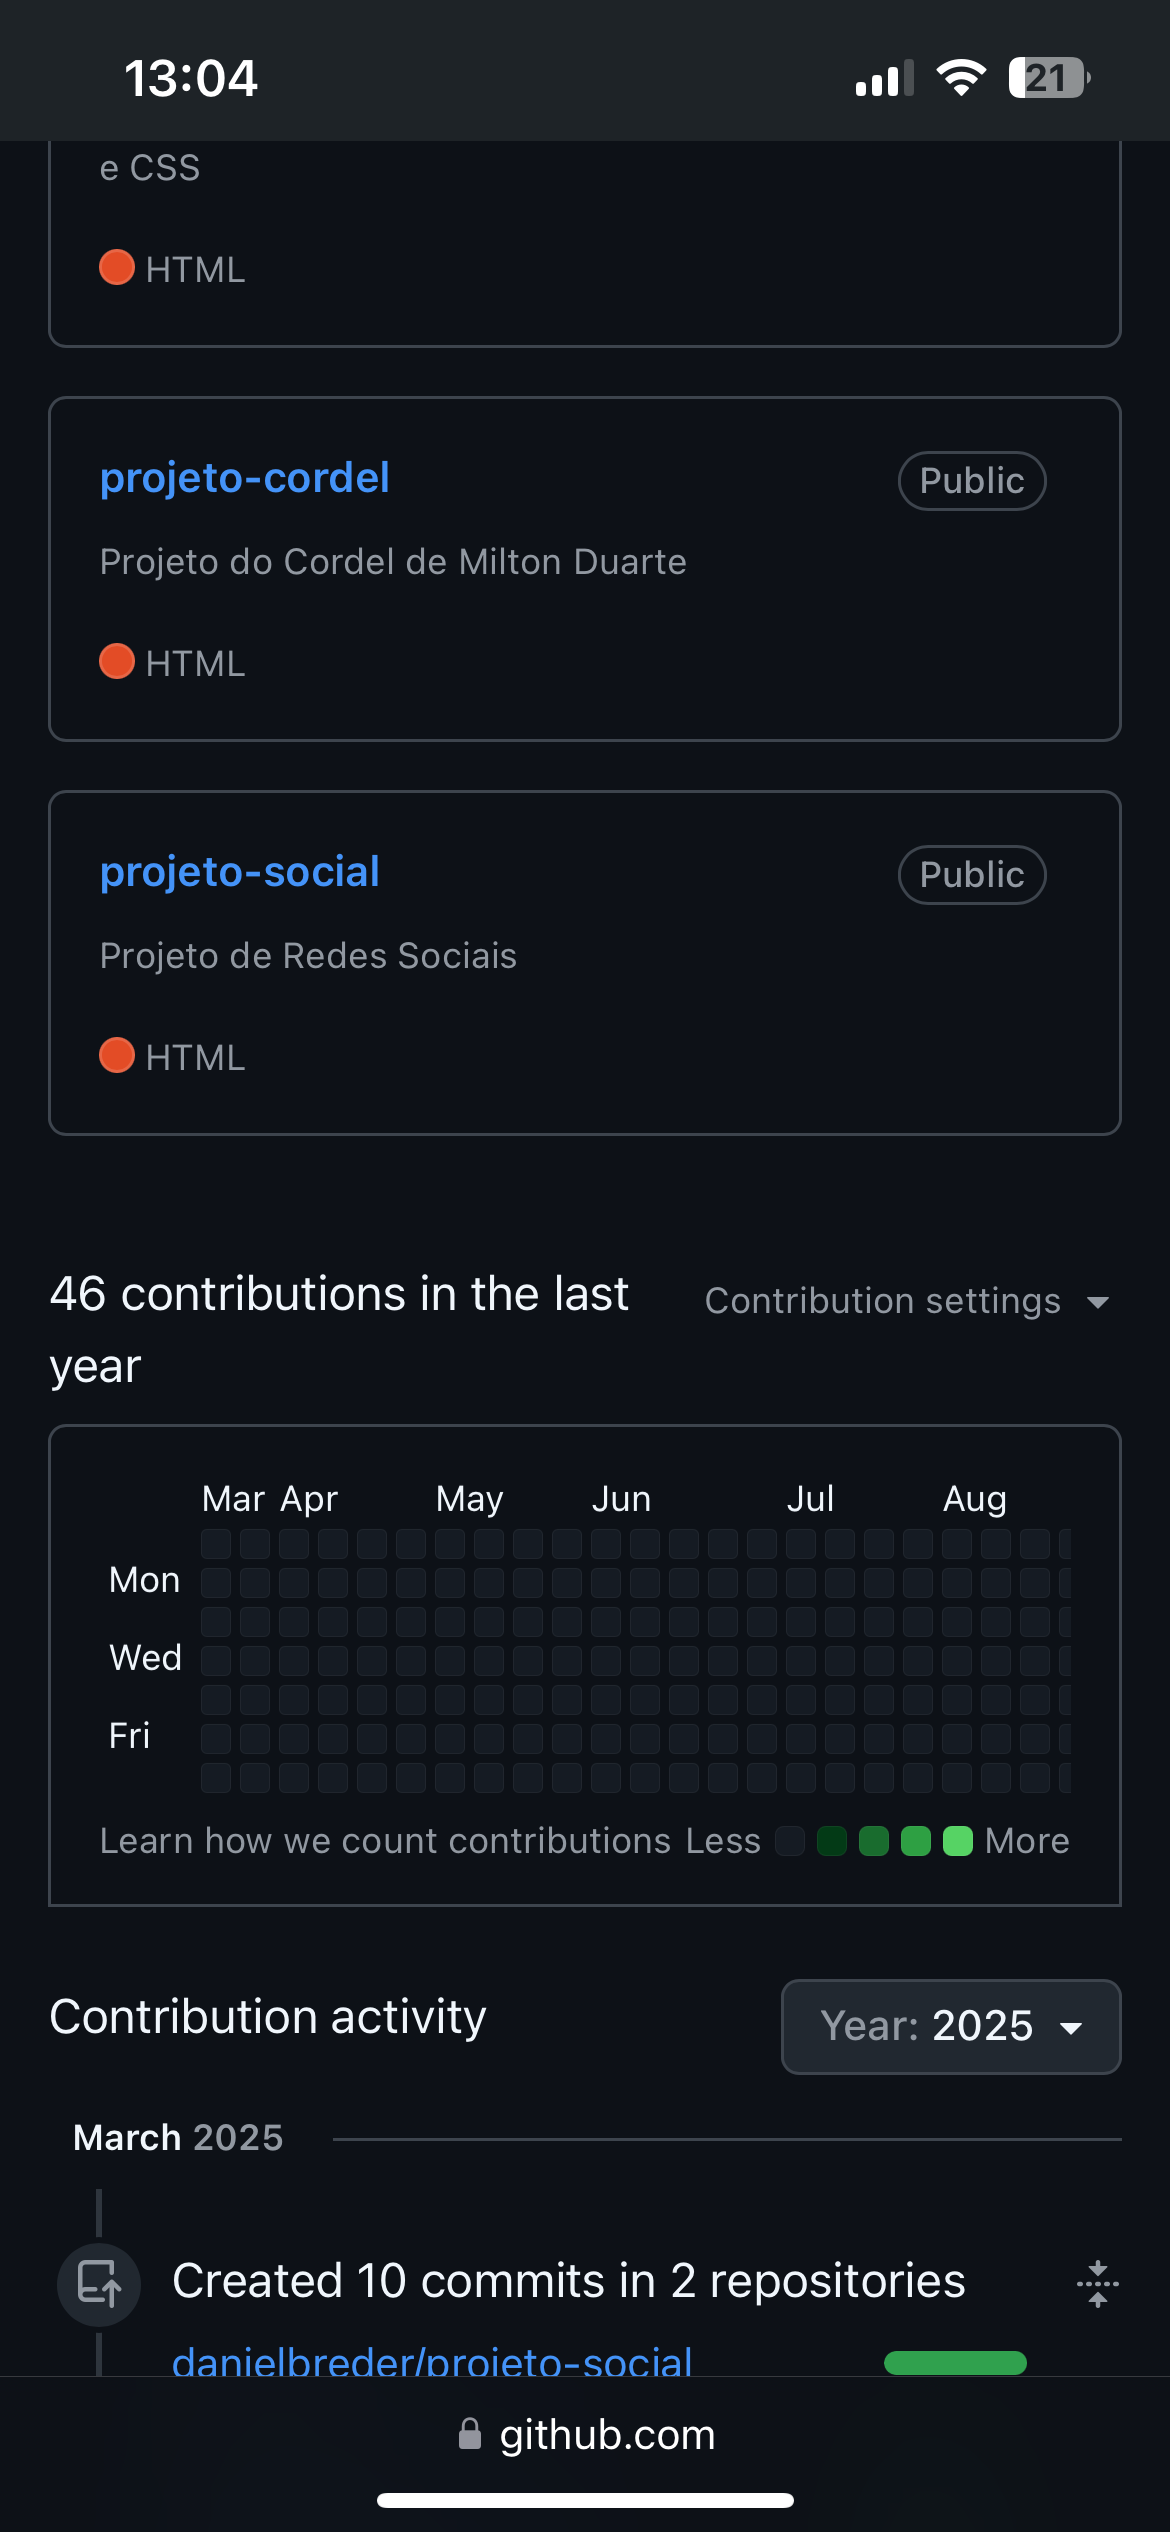 13:04
21
e CSS
HTML
projeto-cordel
Public
Projeto do Cordel de Milton Duarte
HTML
projeto-social
Public
Projeto de Redes Sociais
HTML
46 contributions in the last
year
Contribution settings
Mar Apr May Jun Jul Aug
Mon
Wed
Fri
Learn how we count contributions Less More
Contribution activity
Year: 2025
March 2025
Created 10 commits in 2 repositories
danielbreder/projeto-social
github.com